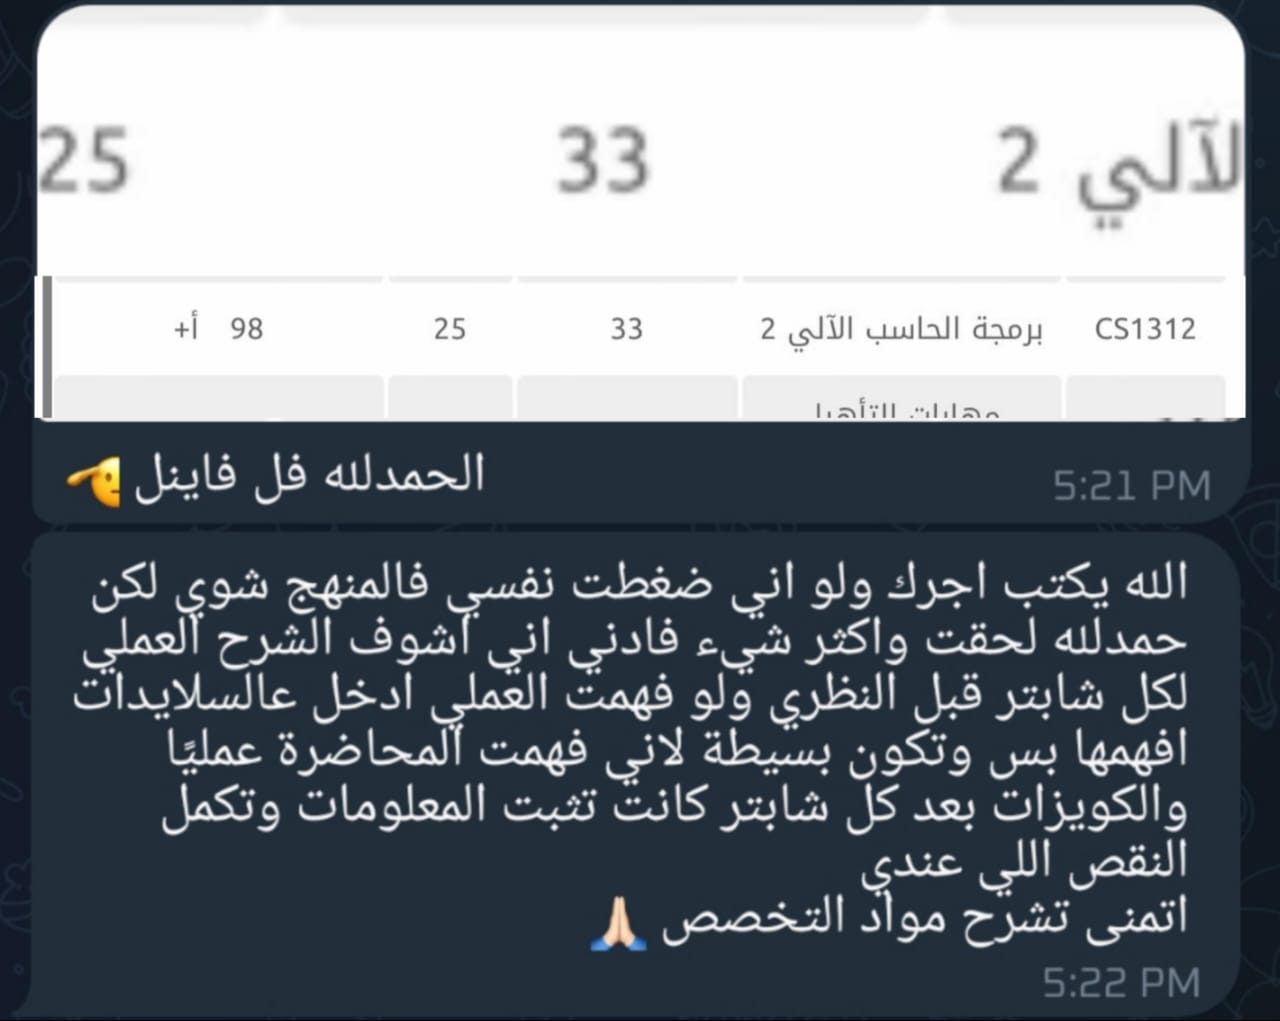 لآلي 2 33 25
CS1312 برمجة الحاسب الآلي 2 33 25 98 أ+
مهارات التأهيل
الحمدلله فل فاينل
5:21 PM
الله يكتب اجرك ولو اني ضغطت نفسي فالمنهج شوي لكن
حمدلله لحقت واكثر شيء فادني اني اشوف الشرح العملي
لكل شابتر قبل النظري ولو فهمت العملي ادخل عالسلايدات
افهمها بس وتكون بسيطة لاني فهمت المحاضرة عمليًا
والكويزات بعد كل شابتر كانت تثبت المعلومات وتكمل
النقص اللي عندي
اتمنى تشرح مواد التخصص 🙏🏻
5:22 PM